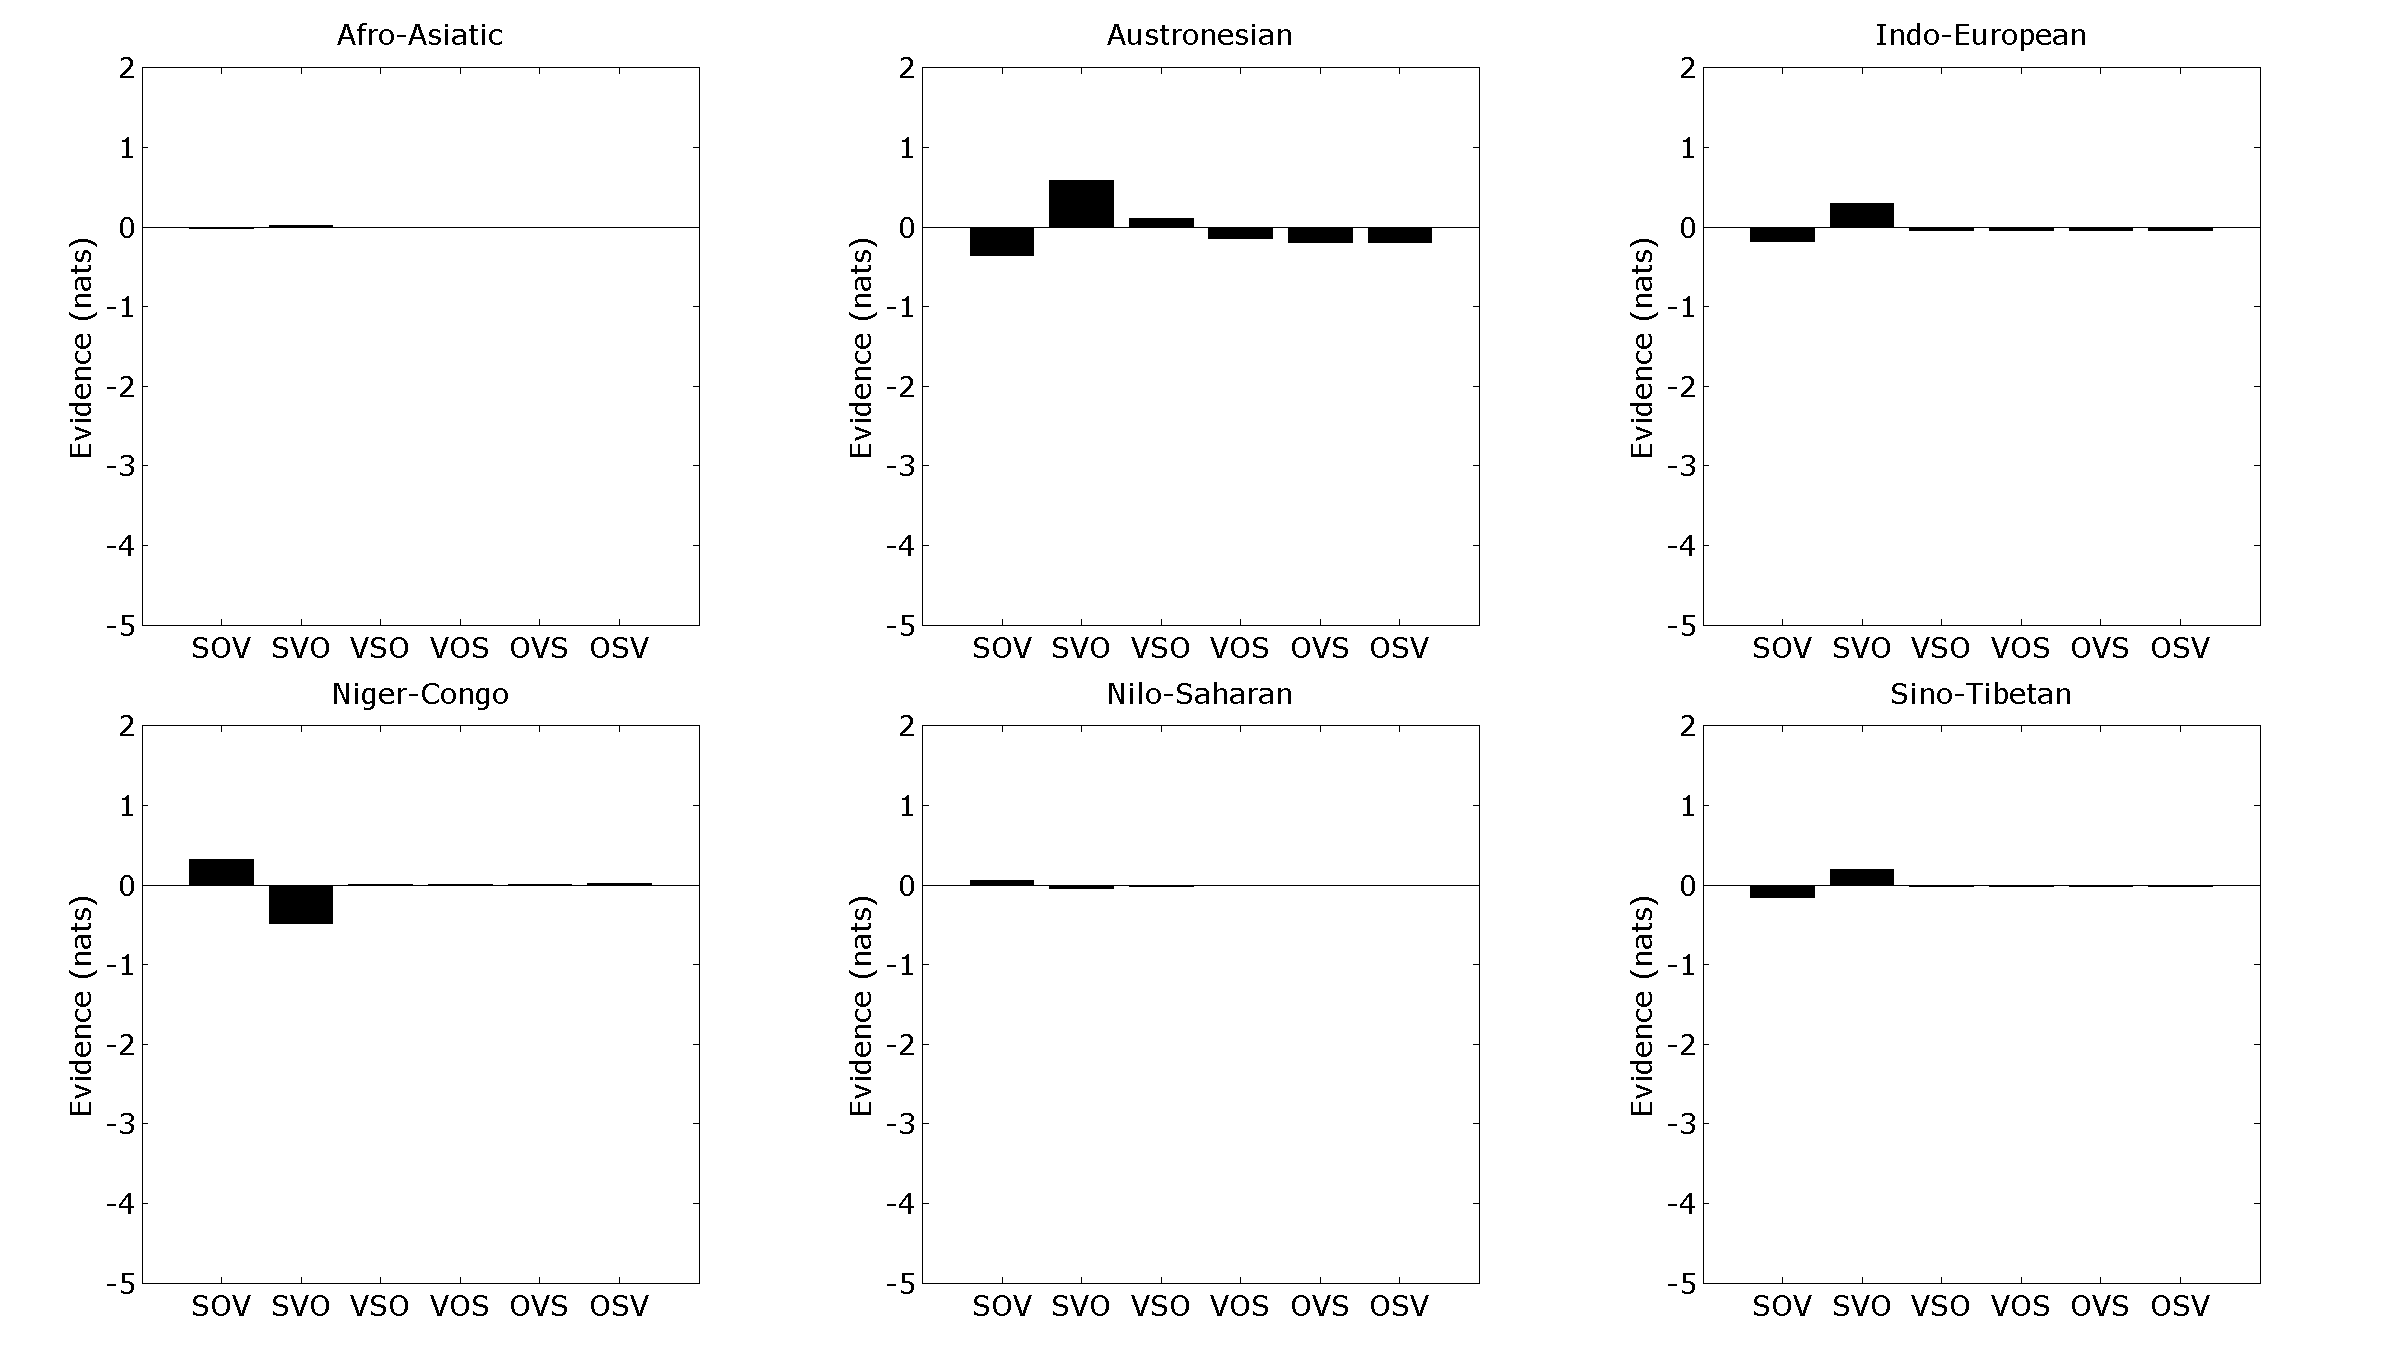 Afro-Asiatic
2
1
0
-1
-2
-3
-4
-5
Evidence (nats)
SOV SVO VSO VOS OVS OSV
Austronesian
2
1
0
-1
-2
-3
-4
-5
Evidence (nats)
SOV SVO VSO VOS OVS OSV
Indo-European
2
1
0
-1
-2
-3
-4
-5
Evidence (nats)
SOV SVO VSO VOS OVS OSV
Niger-Congo
2
1
0
-1
-2
-3
-4
-5
Evidence (nats)
SOV SVO VSO VOS OVS OSV
Nilo-Saharan
2
1
0
-1
-2
-3
-4
-5
Evidence (nats)
SOV SVO VSO VOS OVS OSV
Sino-Tibetan
2
1
0
-1
-2
-3
-4
-5
Evidence (nats)
SOV SVO VSO VOS OVS OSV